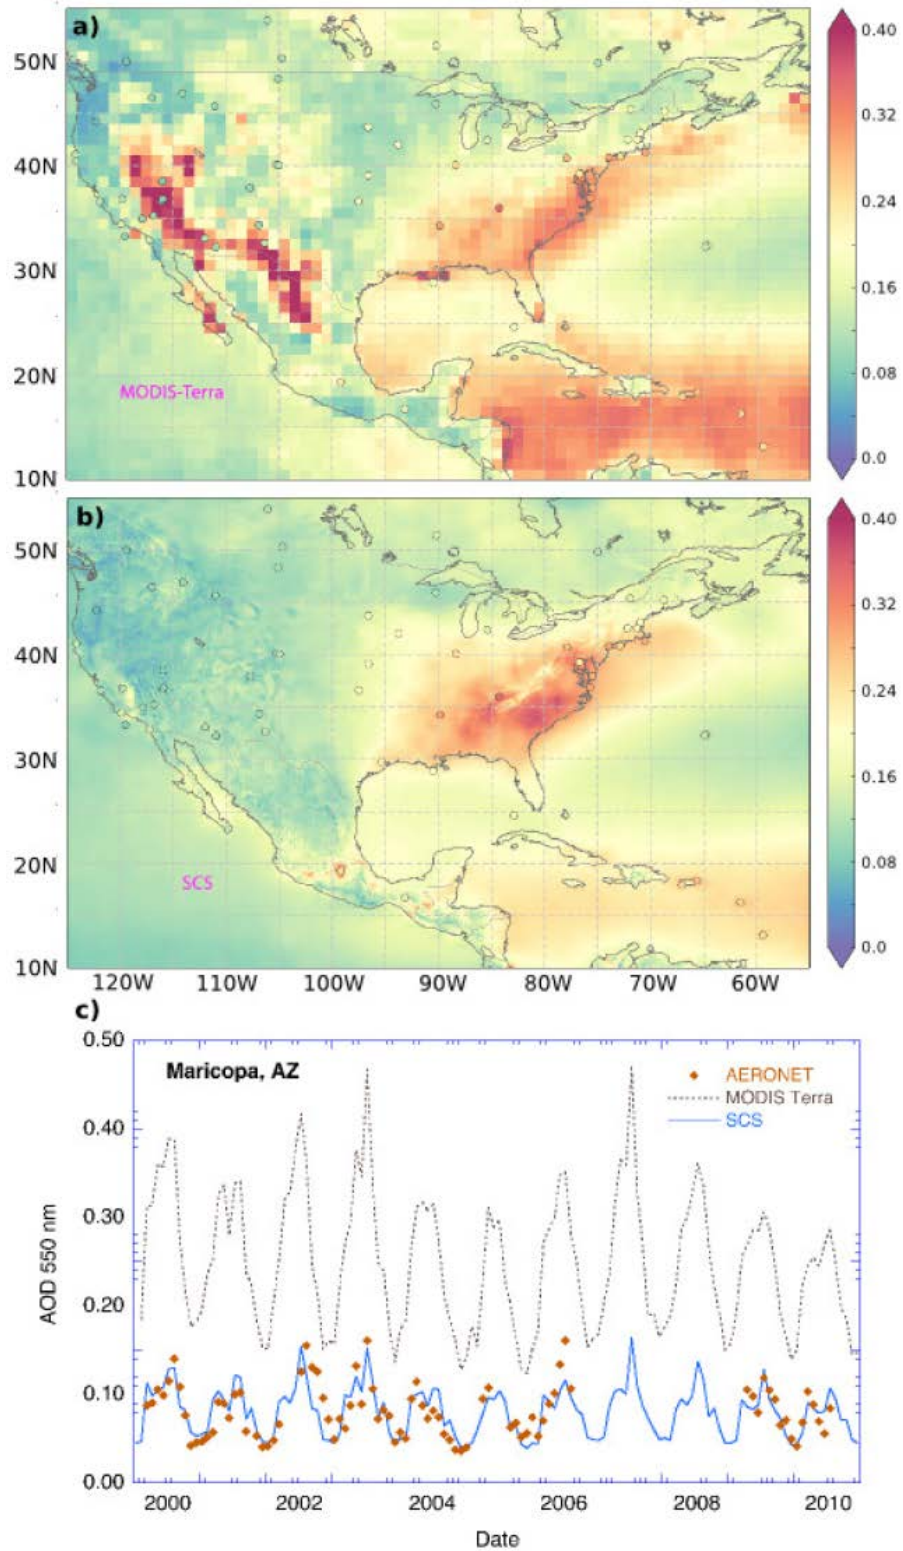 a)
50N
40N
30N
20N
10N
MODIS-Terra
0.40
0.32
0.24
0.16
0.08
0.0
b)
50N
40N
30N
20N
10N
SCS
0.40
0.32
0.24
0.16
0.08
0.0
120W 110W 100W 90W 80W 70W 60W
c)
Maricopa, AZ
AERONET
MODIS Terra
SCS
0.50
0.40
0.30
0.20
0.10
0.00
AOD 550 nm
2000 2002 2004 2006 2008 2010
Date